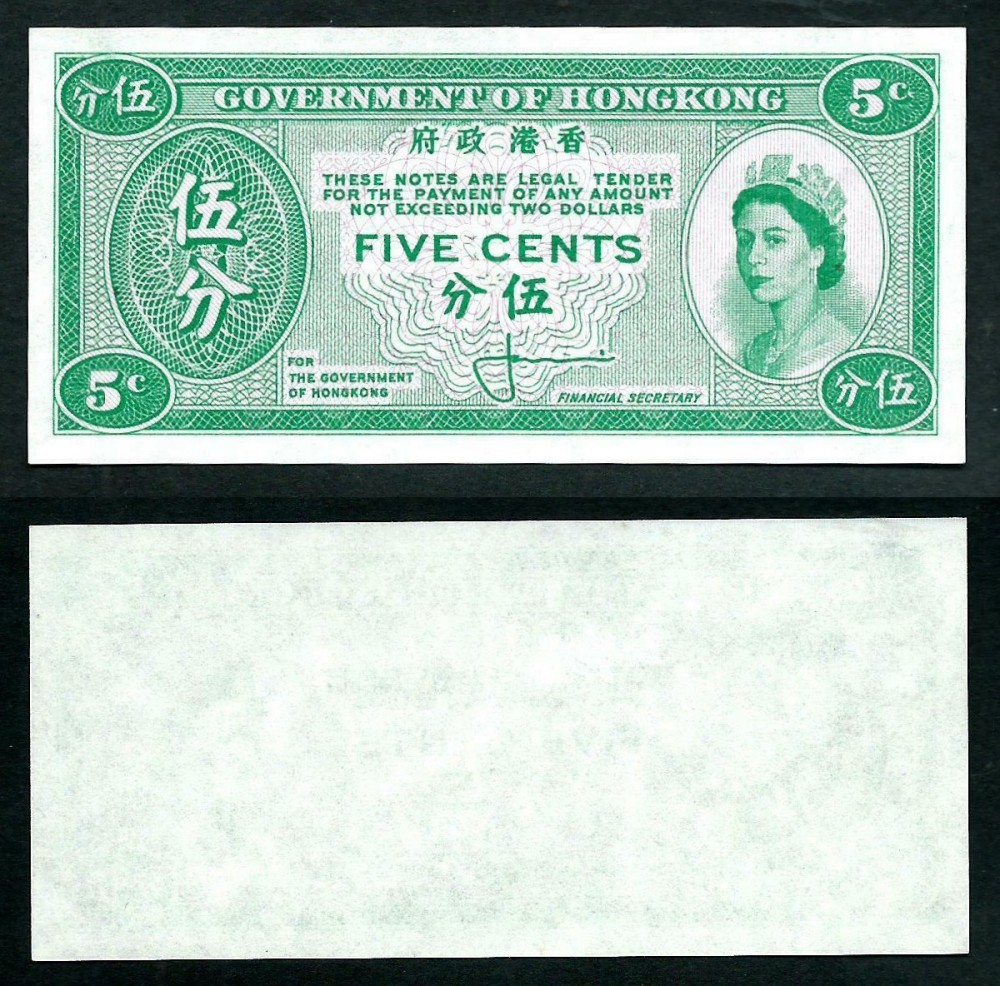 分伍
GOVERNMENT OF HONGKONG
5c
府政港香
THESE NOTES ARE LEGAL TENDER
FOR THE PAYMENT OF ANY AMOUNT
NOT EXCEEDING TWO DOLLARS
伍
分
FIVE CENTS
分伍
FOR
THE GOVERNMENT
OF HONGKONG
5c
FINANCIAL SECRETARY
分伍